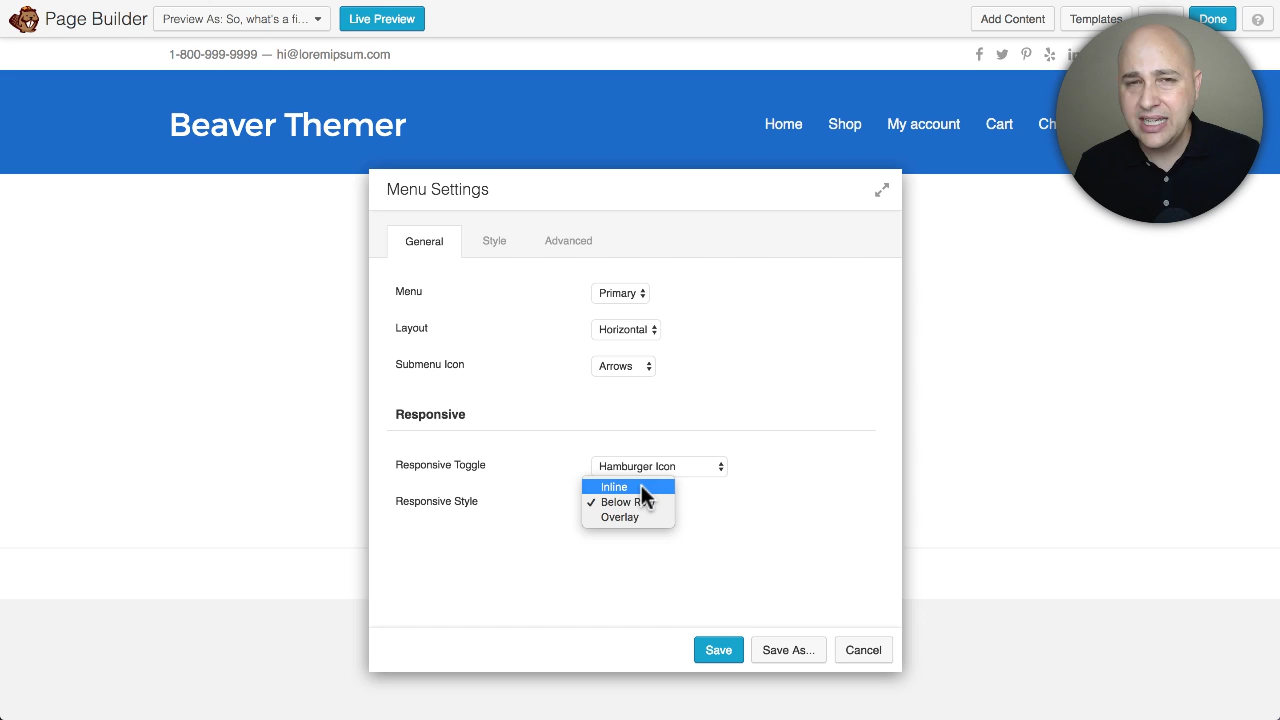 Page Builder
Preview As: So, what's a fi...
Live Preview
Add Content
Templates
Done
?
1-800-999-9999 — hi@loremipsum.com
Beaver Themer
Home
Shop
My account
Cart
Menu Settings
General
Style
Advanced
Menu
Primary
Layout
Horizontal
Submenu Icon
Arrows
Responsive
Responsive Toggle
Hamburger Icon
Responsive Style
Inline
Below
Overlay
Save
Save As...
Cancel